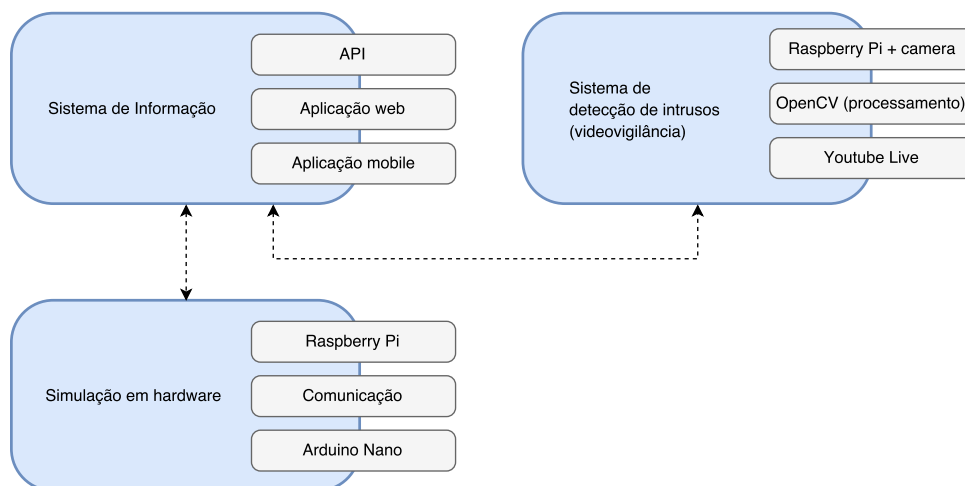 Sistema de Informação
API
Aplicação web
Aplicação mobile
Sistema de
detecção de intrusos
(videovigilância)
Raspberry Pi + camera
OpenCV (processamento)
Youtube Live
Simulação em hardware
Raspberry Pi
Comunicação
Arduino Nano